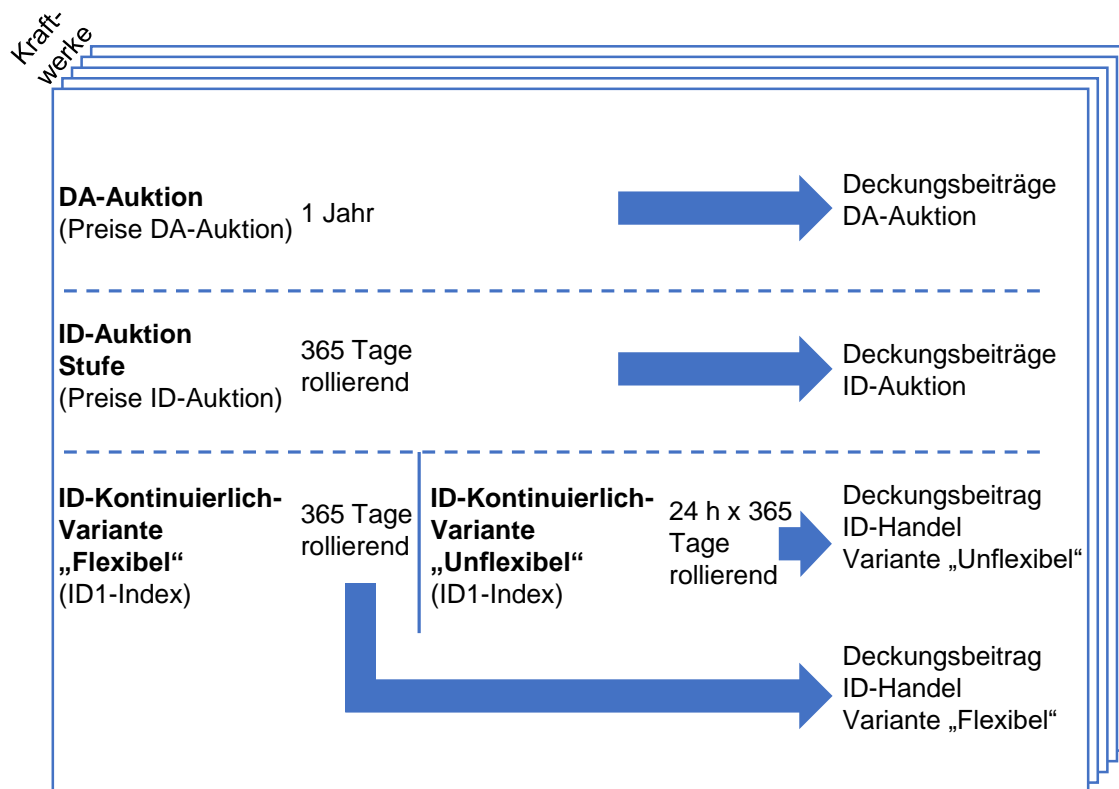 Kraft-
werke
DA-Auktion
(Preise DA-Auktion)
1 Jahr
Deckungsbeiträge
DA-Auktion
ID-Auktion
Stufe
(Preise ID-Auktion)
365 Tage
rollierend
Deckungsbeiträge
ID-Auktion
ID-Kontinuierlich-
Variante
„Flexibel“
(ID1-Index)
365 Tage
rollierend
ID-Kontinuierlich-
Variante
„Unflexibel“
(ID1-Index)
24 h x 365
Tage
rollierend
Deckungsbeitrag
ID-Handel
Variante „Unflexibel“
Deckungsbeitrag
ID-Handel
Variante „Flexibel“